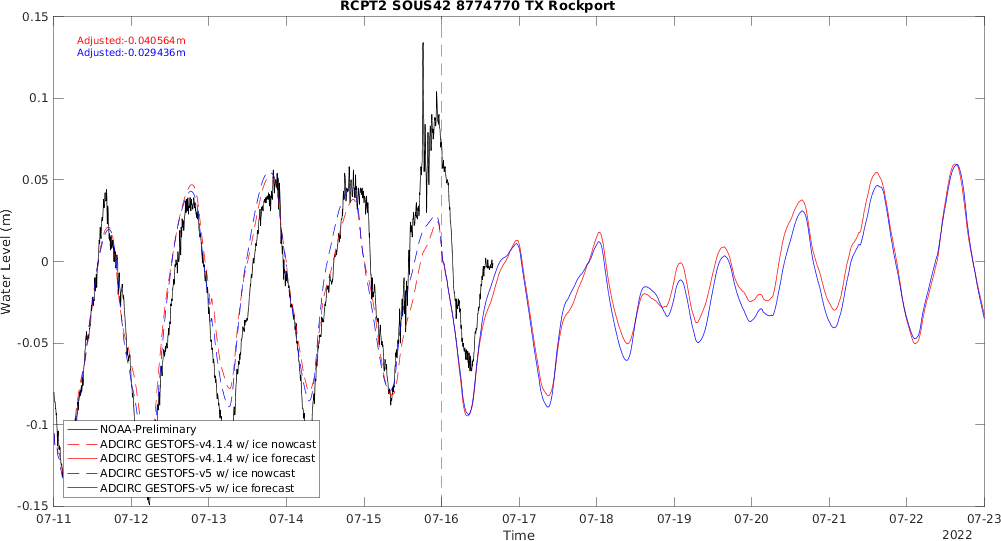 RCPT2 SOUS42 8774770 TX Rockport
Adjusted:-0.040564m
Adjusted:-0.029436m
Water Level (m)
0.15
0.1
0.05
0
-0.05
-0.1
-0.15
NOAA-Preliminary
ADCIRC GESTOFS-v4.1.4 w/ ice nowcast
ADCIRC GESTOFS-v4.1.4 w/ ice forecast
ADCIRC GESTOFS-v5 w/ ice nowcast
ADCIRC GESTOFS-v5 w/ ice forecast
07-11 07-12 07-13 07-14 07-15 07-16 07-17 07-18 07-19 07-20 07-21 07-22 07-23
Time
2022